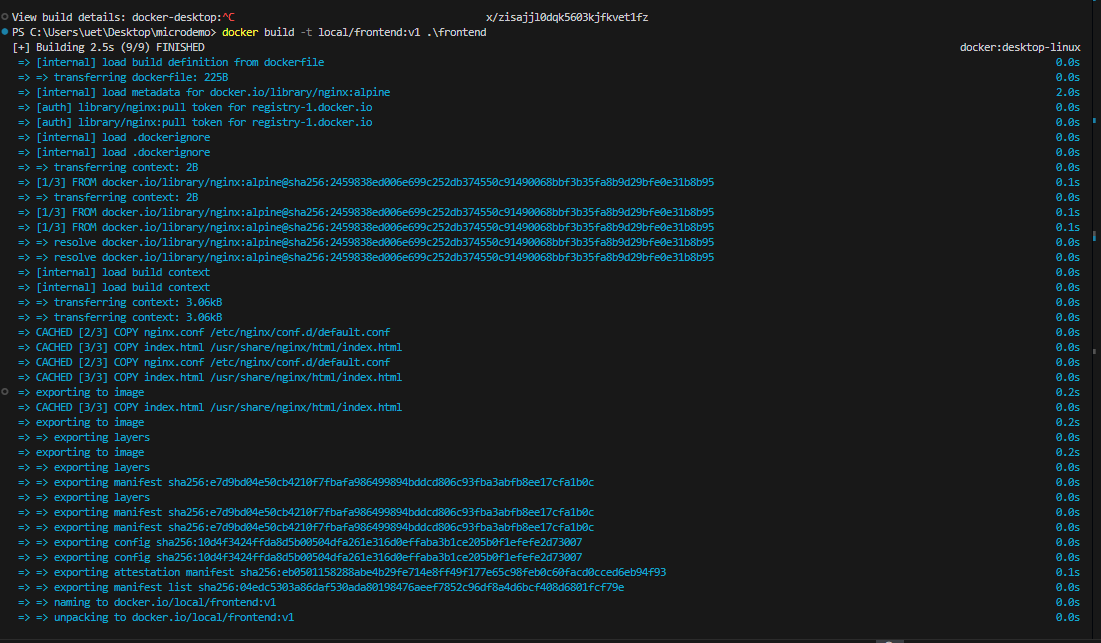 View build details: docker-desktop:^C x/zisajjl0dqk5603kjfkvet1fz
PS C:\Users\uet\Desktop\microdemo> docker build -t local/frontend:v1 .\frontend
[+] Building 2.5s (9/9) FINISHED docker:desktop-linux
=> [internal] load build definition from dockerfile 0.0s
=> => transferring dockerfile: 225B 0.0s
=> [internal] load metadata for docker.io/library/nginx:alpine 2.0s
=> [auth] library/nginx:pull token for registry-1.docker.io 0.0s
=> [auth] library/nginx:pull token for registry-1.docker.io 0.0s
=> [internal] load .dockerignore 0.0s
=> [internal] load .dockerignore 0.0s
=> => transferring context: 2B 0.0s
=> [1/3] FROM docker.io/library/nginx:alpine@sha256:2459838ed006e699c252db374550c91490068bbf3b35fa8b9d29bfe0e31b8b95 0.1s
=> => transferring context: 2B 0.0s
=> [1/3] FROM docker.io/library/nginx:alpine@sha256:2459838ed006e699c252db374550c91490068bbf3b35fa8b9d29bfe0e31b8b95 0.1s
=> [1/3] FROM docker.io/library/nginx:alpine@sha256:2459838ed006e699c252db374550c91490068bbf3b35fa8b9d29bfe0e31b8b95 0.1s
=> => resolve docker.io/library/nginx:alpine@sha256:2459838ed006e699c252db374550c91490068bbf3b35fa8b9d29bfe0e31b8b95 0.0s
=> => resolve docker.io/library/nginx:alpine@sha256:2459838ed006e699c252db374550c91490068bbf3b35fa8b9d29bfe0e31b8b95 0.0s
=> [internal] load build context 0.0s
=> [internal] load build context 0.0s
=> => transferring context: 3.06kB 0.0s
=> => transferring context: 3.06kB 0.0s
=> CACHED [2/3] COPY nginx.conf /etc/nginx/conf.d/default.conf 0.0s
=> CACHED [3/3] COPY index.html /usr/share/nginx/html/index.html 0.0s
=> CACHED [2/3] COPY nginx.conf /etc/nginx/conf.d/default.conf 0.0s
=> CACHED [3/3] COPY index.html /usr/share/nginx/html/index.html 0.0s
=> exporting to image 0.2s
=> CACHED [3/3] COPY index.html /usr/share/nginx/html/index.html 0.0s
=> exporting to image 0.2s
=> => exporting layers 0.0s
=> exporting to image 0.2s
=> => exporting layers 0.0s
=> => exporting manifest sha256:e7d9bd04e50cb4210f7fbafa986499894bddcd806c93fba3abfb8ee17cfa1b0c 0.0s
=> => exporting layers 0.0s
=> => exporting manifest sha256:e7d9bd04e50cb4210f7fbafa986499894bddcd806c93fba3abfb8ee17cfa1b0c 0.0s
=> => exporting manifest sha256:e7d9bd04e50cb4210f7fbafa986499894bddcd806c93fba3abfb8ee17cfa1b0c 0.0s
=> => exporting config sha256:10d4f3424ffda8d5b00504dfa261e316d0effaba3b1ce205b0f1efefe2d73007 0.0s
=> => exporting config sha256:10d4f3424ffda8d5b00504dfa261e316d0effaba3b1ce205b0f1efefe2d73007 0.0s
=> => exporting attestation manifest sha256:eb0501158288abe4b29fe714e8ff49f177e65c98feb0c60facd0cced6eb94f93 0.1s
=> => exporting manifest list sha256:04edc5303a86daf530ada80198476aeef7852c96df8a4d6bcf408d6801fcf79e 0.0s
=> => naming to docker.io/local/frontend:v1 0.0s
=> => unpacking to docker.io/local/frontend:v1 0.0s